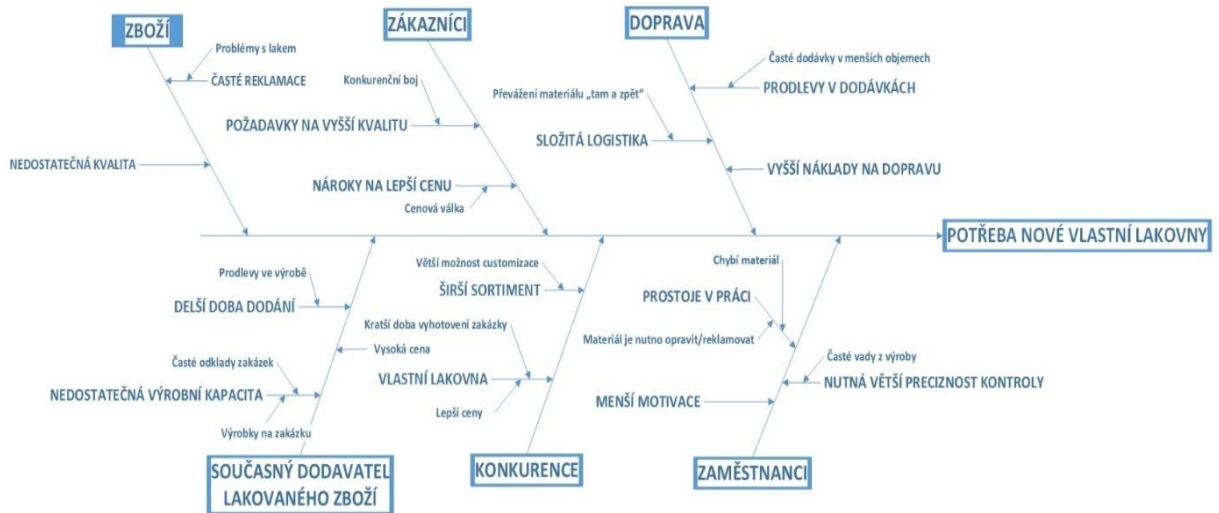 ZBOŽÍ
Problémy s lakem
ČASTÉ REKLAMACE
NEDOSTATEČNÁ KVALITA
ZÁKAZNÍCI
Konkurenční boj
POŽADAVKY NA VYŠŠÍ KVALITU
NÁROKY NA LEPŠÍ CENU
Cenová válka
DOPRAVA
Časté dodávky v menších objemech
PRODLEVY V DODÁVKÁCH
Převážení materiálu „tam a zpět“
SLOŽITÁ LOGISTIKA
VYŠŠÍ NÁKLADY NA DOPRAVU
POTŘEBA NOVÉ VLASTNÍ LAKOVNY
Prodlevy ve výrobě
DELŠÍ DOBA DODÁNÍ
Vysoká cena
Časté odklady zakázek
NEDOSTATEČNÁ VÝROBNÍ KAPACITA
Výrobky na zakázku
SOUČASNÝ DODAVATEL
LAKOVANÉHO ZBOŽÍ
Větší možnost customizace
ŠIRŠÍ SORTIMENT
Kratší doba vyhotovení zakázky
VLASTNÍ LAKOVNA
Lepší ceny
KONKURENCE
Chybí materiál
PROSTOJE V PRÁCI
Materiál je nutno opravit/reklamovat
Časté vady z výroby
NUTNÁ VĚTŠÍ PRECIZNOST KONTROLY
MENŠÍ MOTIVACE
ZAMĚSTNANCI